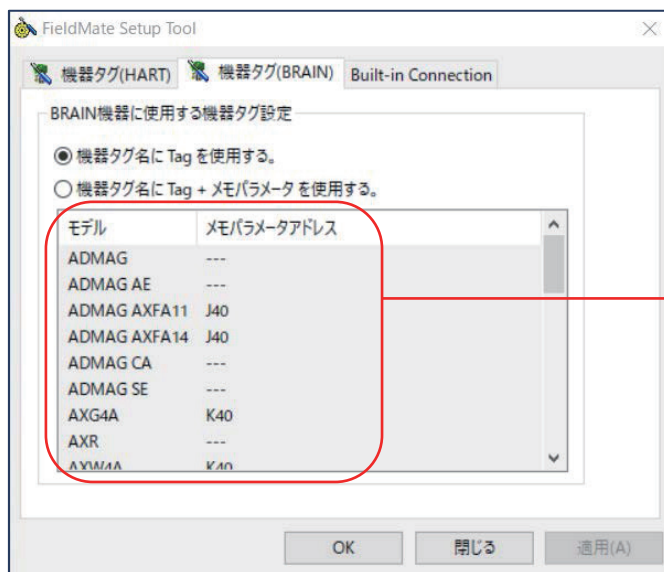 FieldMate Setup Tool
機器タグ(HART) 機器タグ(BRAIN) Built-in Connection
BRAIN機器に使用する機器タグ設定
機器タグ名に Tag を使用する。
機器タグ名に Tag + メモパラメータ を使用する。
モデル メモパラメータアドレス
ADMAG ---
ADMAG AE ---
ADMAG AXFA11 J40
ADMAG AXFA14 J40
ADMAG CA ---
ADMAG SE ---
AXG4A K40
AXR ---
AXW4A K40
OK 閉じる 適用(A)